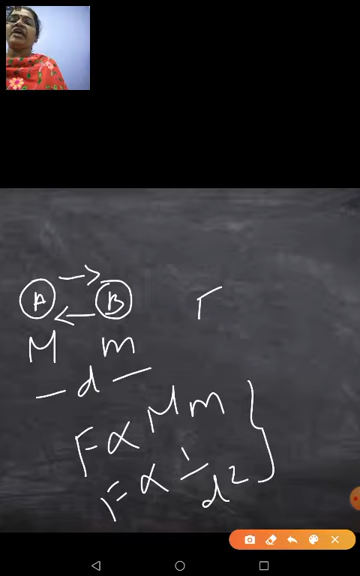 A → B
←
M m
— d —
F ∝ Mm
F ∝ 1/d² }